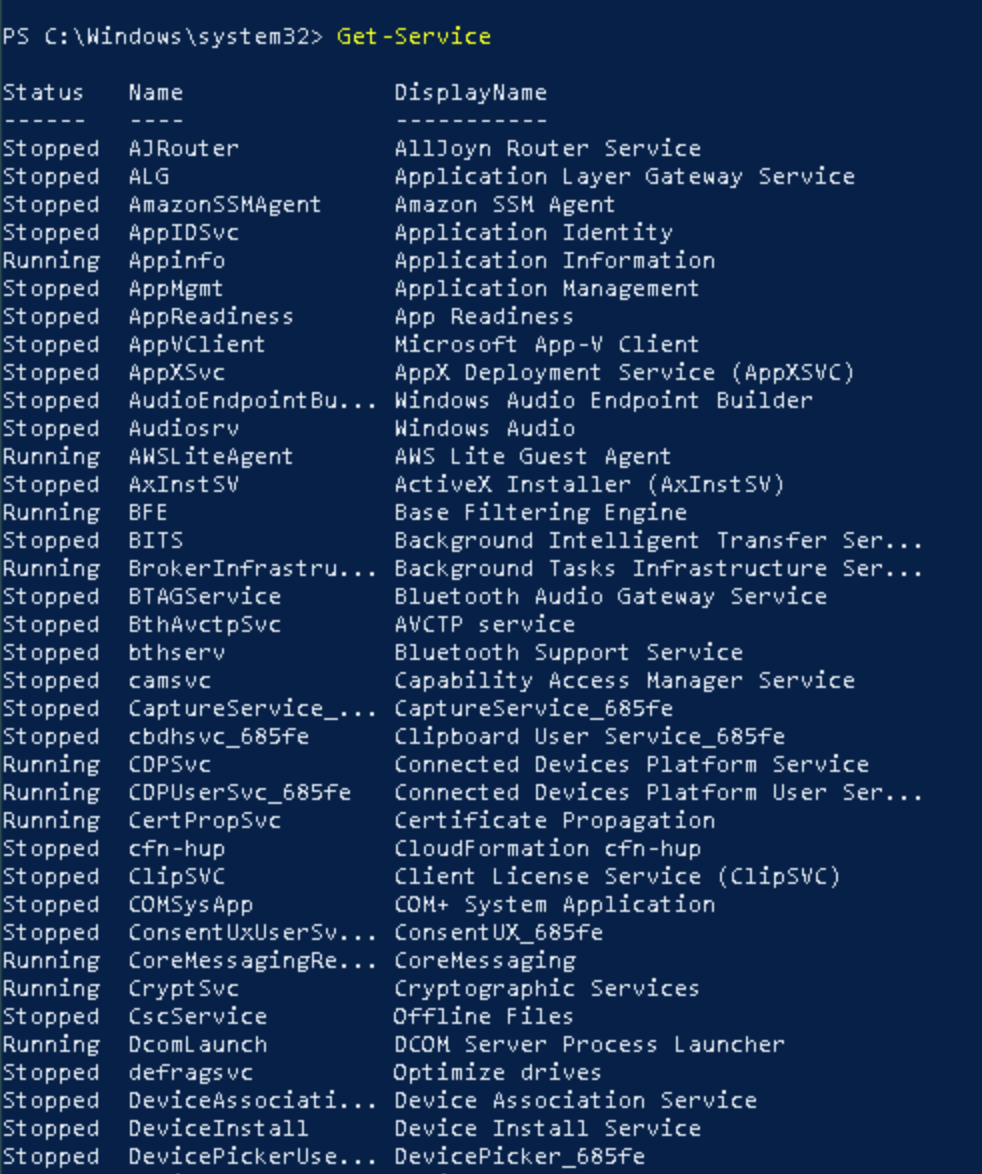 PS C:\Windows\system32> Get-Service
Status Name DisplayName
------ ---- -----------
Stopped AJRouter AllJoyn Router Service
Stopped ALG Application Layer Gateway Service
Stopped AmazonSSMAgent Amazon SSM Agent
Stopped AppIDSvc Application Identity
Running Appinfo Application Information
Stopped AppMgmt Application Management
Stopped AppReadiness App Readiness
Stopped AppVClient Microsoft App-V Client
Stopped AppXSvc AppX Deployment Service (AppXSVC)
Stopped AudioEndpointBu... Windows Audio Endpoint Builder
Stopped Audiosrv Windows Audio
Running AWSLiteAgent AWS Lite Guest Agent
Stopped AxInstSV ActiveX Installer (AxInstSV)
Running BFE Base Filtering Engine
Stopped BITS Background Intelligent Transfer Ser...
Running BrokerInfrastru... Background Tasks Infrastructure Ser...
Stopped BTAGService Bluetooth Audio Gateway Service
Stopped BthAvctpSvc AVCTP service
Stopped bthserv Bluetooth Support Service
Stopped camsvc Capability Access Manager Service
Stopped CaptureService_... CaptureService_685fe
Stopped cbdhsvc_685fe Clipboard User Service_685fe
Running CDPSvc Connected Devices Platform Service
Running CDPUserSvc_685fe Connected Devices Platform User Ser...
Running CertPropSvc Certificate Propagation
Stopped cfn-hup CloudFormation cfn-hup
Stopped ClipSVC Client License Service (ClipSVC)
Stopped COMSysApp COM+ System Application
Stopped ConsentUxUserSv... ConsentUX_685fe
Running CoreMessagingRe... CoreMessaging
Running CryptSvc Cryptographic Services
Stopped CscService Offline Files
Running DcomLaunch DCOM Server Process Launcher
Stopped defragsvc Optimize drives
Stopped DeviceAssociati... Device Association Service
Stopped DeviceInstall Device Install Service
Stopped DevicePickerUse... DevicePicker_685fe